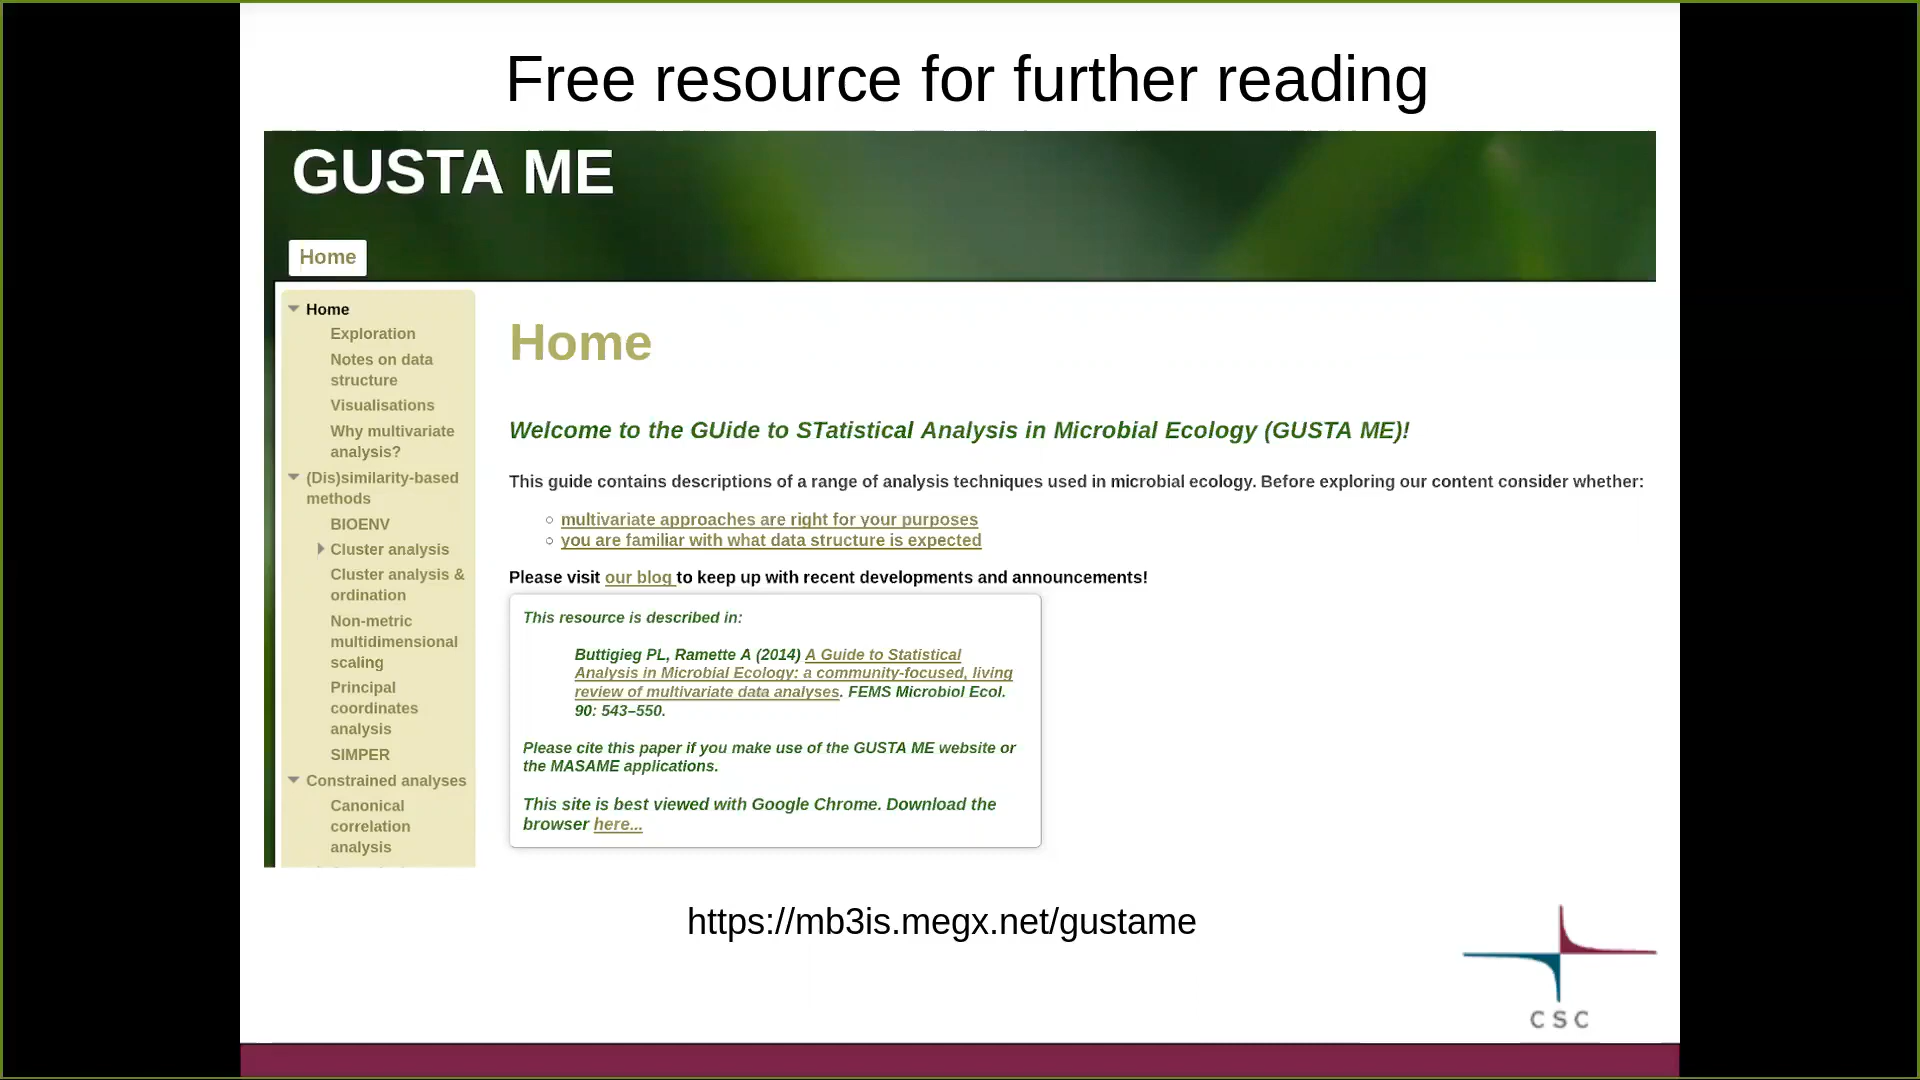 Free resource for further reading
GUSTA ME
Home
Home
Exploration
Notes on data
structure
Visualisations
Why multivariate
analysis?
(Dis)similarity-based
methods
BIOENV
Cluster analysis
Cluster analysis &
ordination
Non-metric
multidimensional
scaling
Principal
coordinates
analysis
SIMPER
Constrained analyses
Canonical
correlation
analysis
Home
Welcome to the GUide to STatistical Analysis in Microbial Ecology (GUSTA ME)!
This guide contains descriptions of a range of analysis techniques used in microbial ecology. Before exploring our content consider whether:
multivariate approaches are right for your purposes
you are familiar with what data structure is expected
Please visit our blog to keep up with recent developments and announcements!
This resource is described in:
Buttigieg PL, Ramette A (2014) A Guide to Statistical
Analysis in Microbial Ecology: a community-focused, living
review of multivariate data analyses. FEMS Microbiol Ecol.
90: 543–550.
Please cite this paper if you make use of the GUSTA ME website or
the MASAME applications.
This site is best viewed with Google Chrome. Download the
browser here...
https://mb3is.megx.net/gustame
CSC